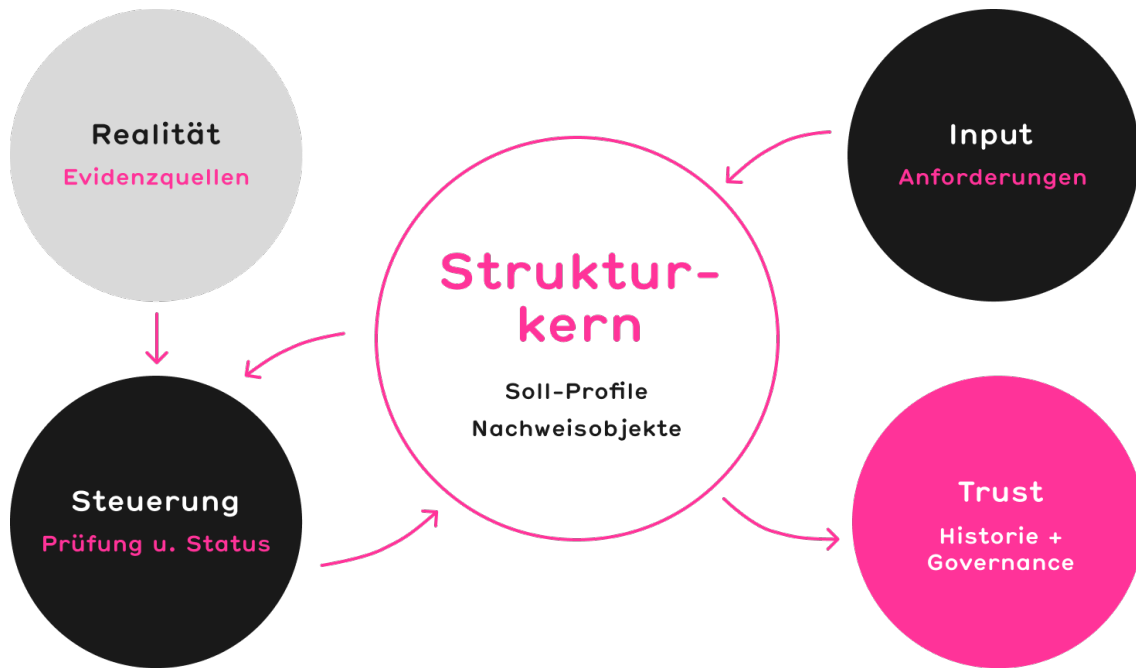 Realität
Evidenzquellen
Input
Anforderungen
Struktur-
kern
Soll-Profile
Nachweisobjekte
Steuerung
Prüfung u. Status
Trust
Historie +
Governance